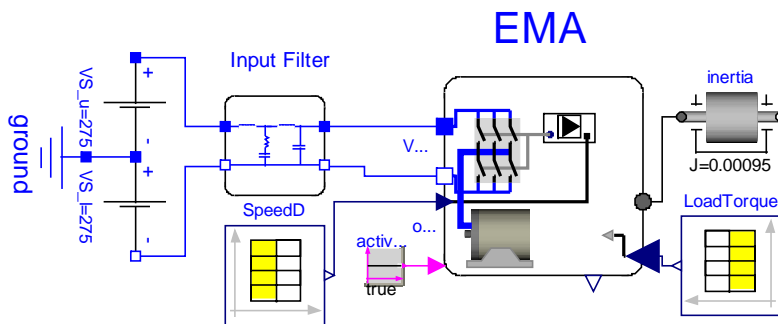 EMA
Input Filter
VS_u=275
+
-
ground
VS_l=275
+
-
V...
o...
inertia
J=0.00095
SpeedD
activ...
true
LoadTorque